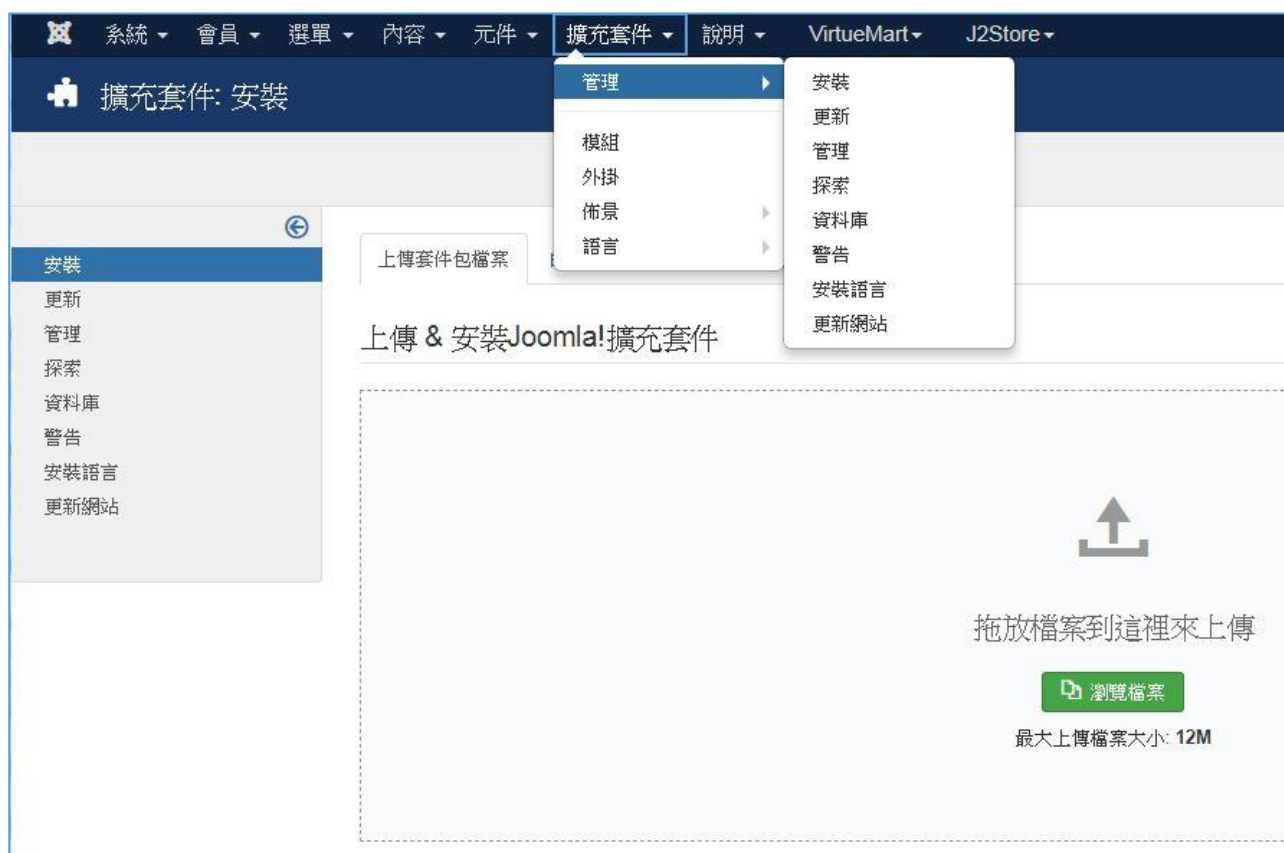 系統 會員 選單 內容 元件 擴充套件 說明 VirtueMart J2Store
擴充套件: 安裝
管理
模組
外掛
佈景
語言
安裝
更新
管理
探索
資料庫
警告
安裝語言
更新網站
安裝
更新
管理
探索
資料庫
警告
安裝語言
更新網站
上傳套件包檔案
上傳 & 安裝Joomla!擴充套件
拖放檔案到這裡來上傳
瀏覽檔案
最大上傳檔案大小: 12M